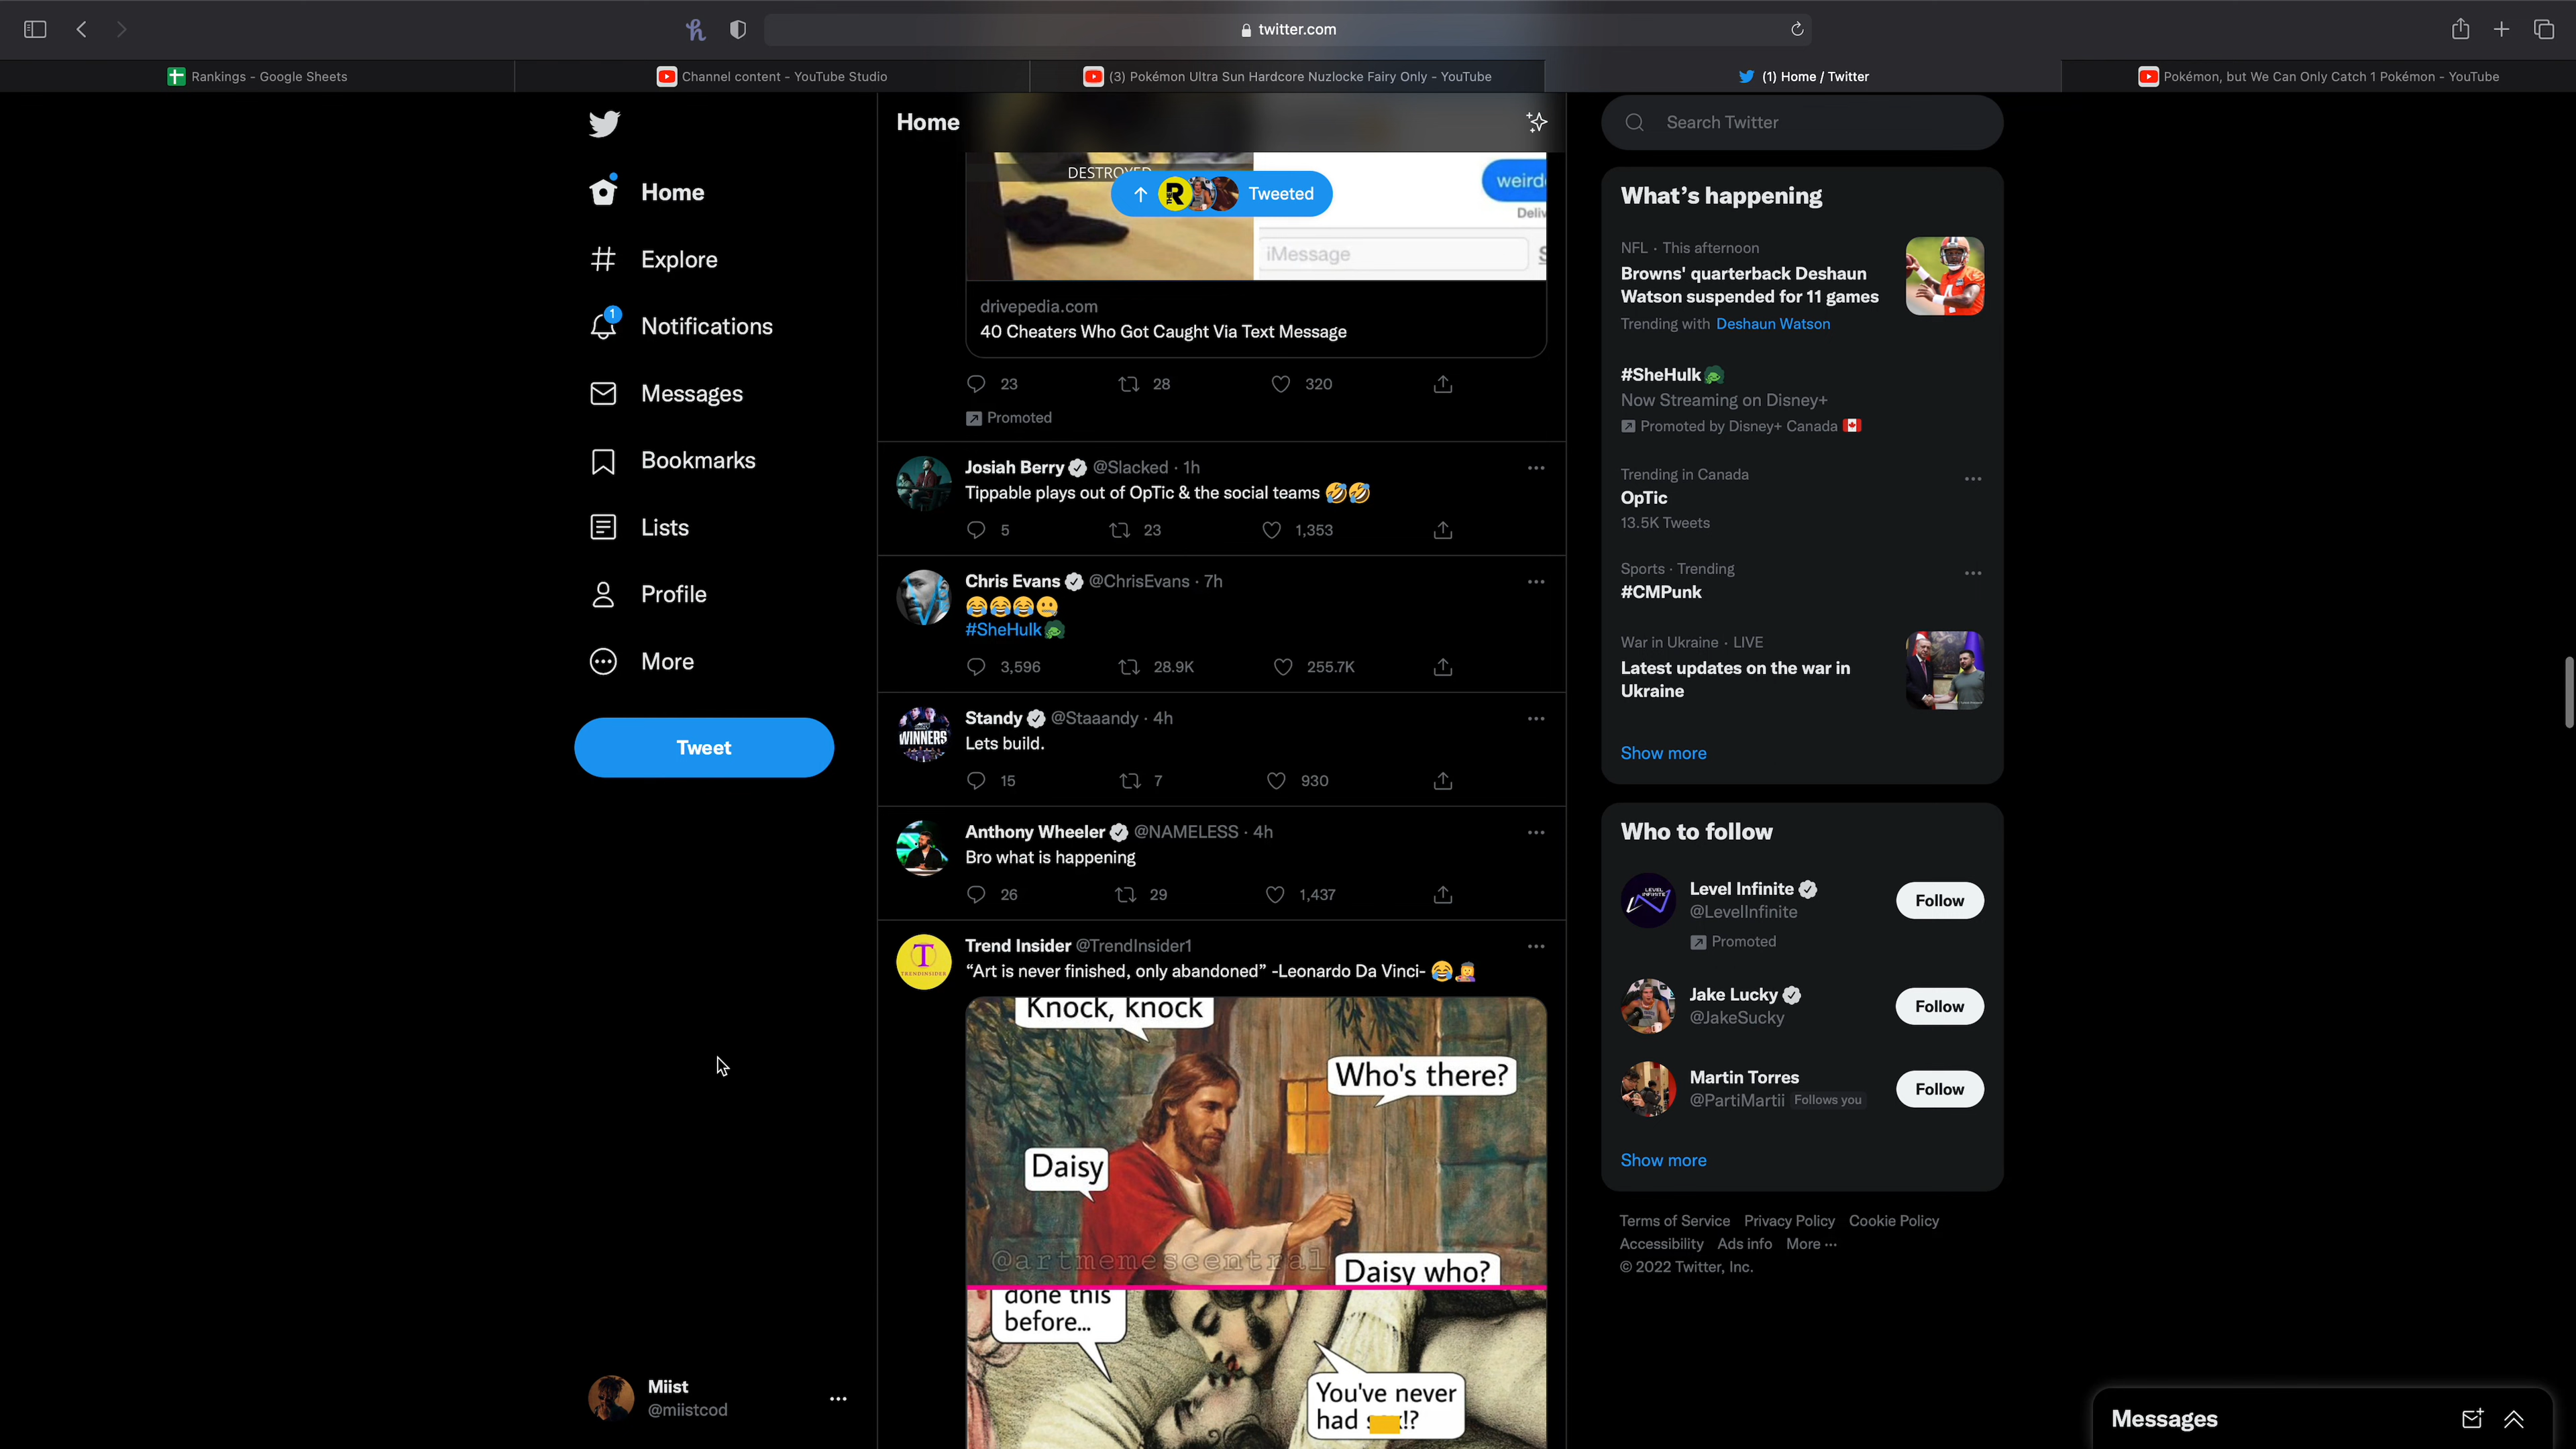 twitter.com
Rankings - Google Sheets
Channel content - YouTube Studio
(3) Pokémon Ultra Sun Hardcore Nuzlocke Fairy Only - YouTube
(1) Home / Twitter
Pokémon, but We Can Only Catch 1 Pokémon - YouTube
Home
Explore
1
Notifications
Messages
Bookmarks
Lists
Profile
More
Tweet
Miist
@miistcod
Home
DESTROYED
Tweeted
weird
Deliv
iMessage
drivepedia.com
40 Cheaters Who Got Caught Via Text Message
23 28 320
Promoted
Josiah Berry @Slacked · 1h
Tippable plays out of OpTic & the social teams 🤣🤣
5 23 1,353
Chris Evans @ChrisEvans · 7h
😂😂😂🤐
#SheHulk
3,596 28.9K 255.7K
Standy @Staaandy · 4h
WINNERS
Lets build.
15 7 930
Anthony Wheeler @NAMELESS · 4h
Bro what is happening
26 29 1,437
Trend Insider @TrendInsider1
T
TRENDINSIDER
“Art is never finished, only abandoned” -Leonardo Da Vinci- 😂
Knock, knock
Who's there?
Daisy
@artmemescentral
Daisy who?
done this
before...
You've never
had !?
Search Twitter
What’s happening
NFL · This afternoon
Browns' quarterback Deshaun
Watson suspended for 11 games
Trending with Deshaun Watson
#SheHulk
Now Streaming on Disney+
Promoted by Disney+ Canada 🇨🇦
Trending in Canada
OpTic
13.5K Tweets
Sports · Trending
#CMPunk
War in Ukraine · LIVE
Latest updates on the war in
Ukraine
Show more
Who to follow
LEVEL INFINITE
Level Infinite
@LevelInfinite
Promoted
Follow
Jake Lucky
@JakeSucky
Follow
Martin Torres
@PartiMartii Follows you
Follow
Show more
Terms of Service Privacy Policy Cookie Policy
Accessibility Ads info More ···
© 2022 Twitter, Inc.
Messages